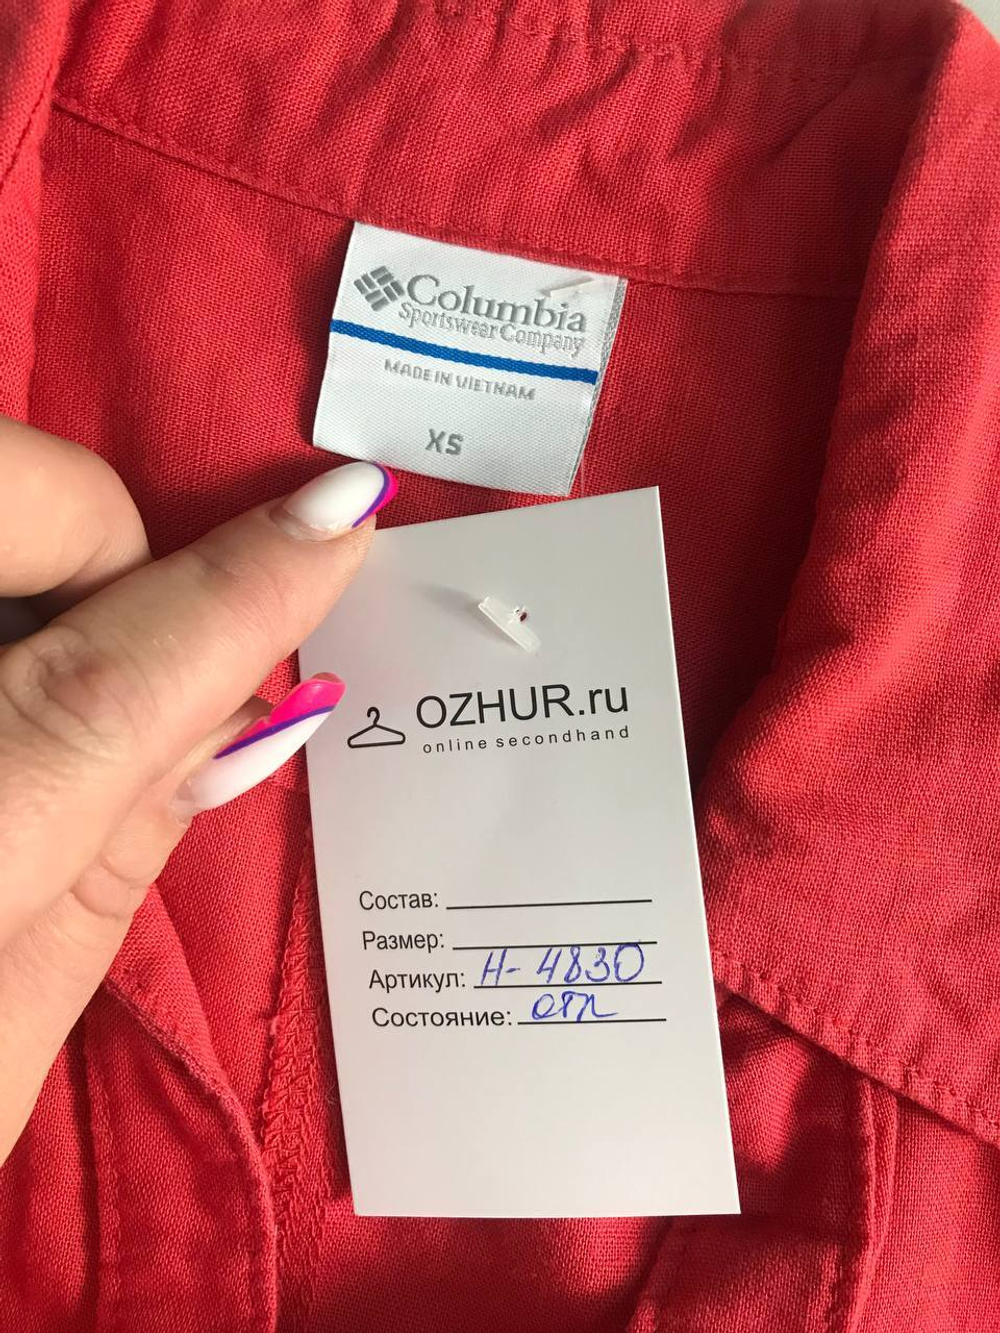 Columbia
Sportswear Company
MADE IN VIETNAM
XS
OZHUR.ru
online secondhand
Состав:
Размер:
Артикул: Н-4830
Состояние: отл